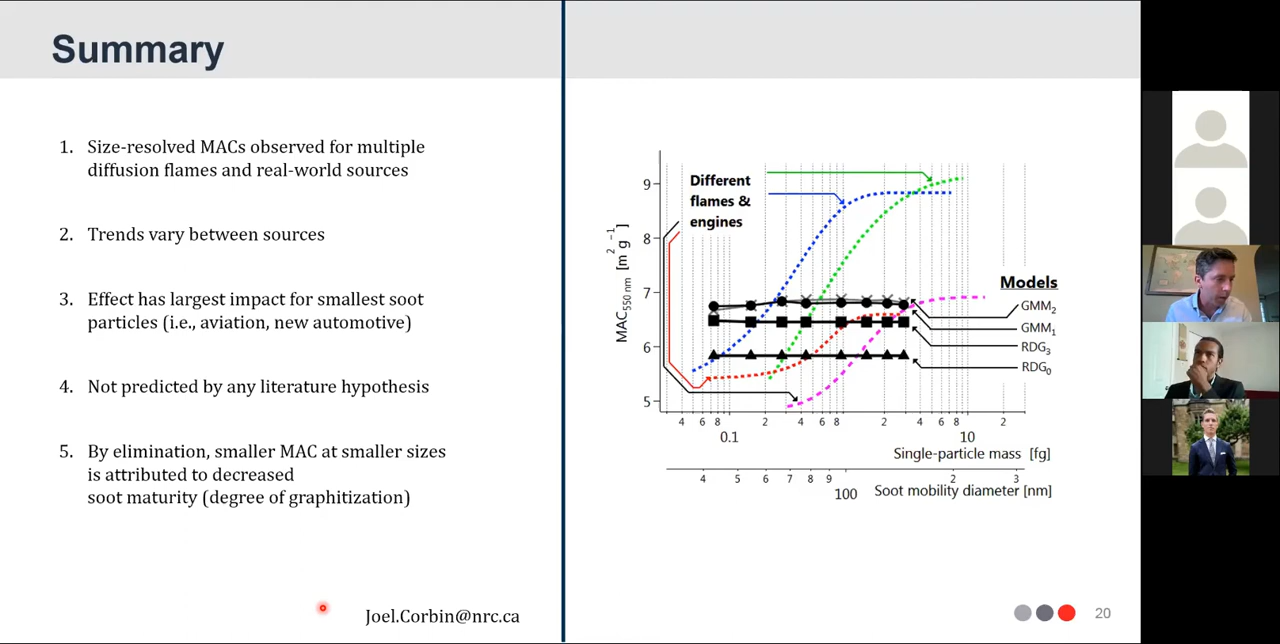 Summary
1. Size-resolved MACs observed for multiple
diffusion flames and real-world sources
2. Trends vary between sources
3. Effect has largest impact for smallest soot
particles (i.e., aviation, new automotive)
4. Not predicted by any literature hypothesis
5. By elimination, smaller MAC at smaller sizes
is attributed to decreased
soot maturity (degree of graphitization)
Joel.Corbin@nrc.ca
Different
flames &
engines
MAC550 nm [m2 g−1]
9
8
7
6
5
Models
GMM2
GMM1
RDG3
RDG0
4 6 8 2 4 6 8 2 4 6 8 2
0.1 10
Single-particle mass [fg]
4 5 6 7 8 9 2 3
100 Soot mobility diameter [nm]
20